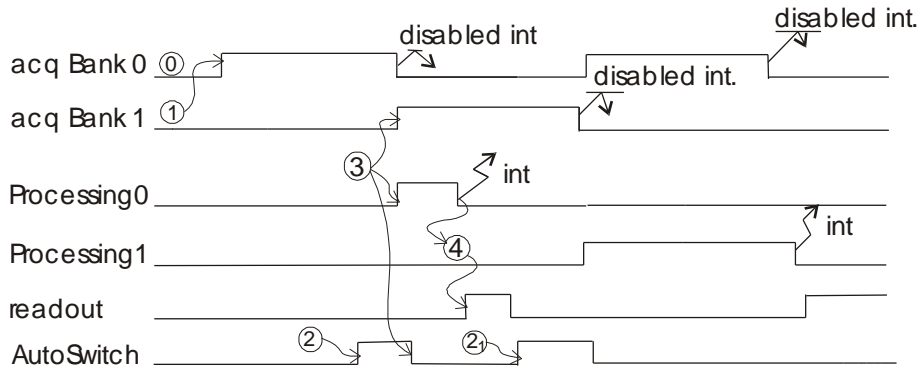 disabled int.
disabled int
acq Bank 0 0
disabled int.
1
acq Bank 1
3
int
Processing0
4
int
Processing1
readout
2
2₁
AutoSwitch